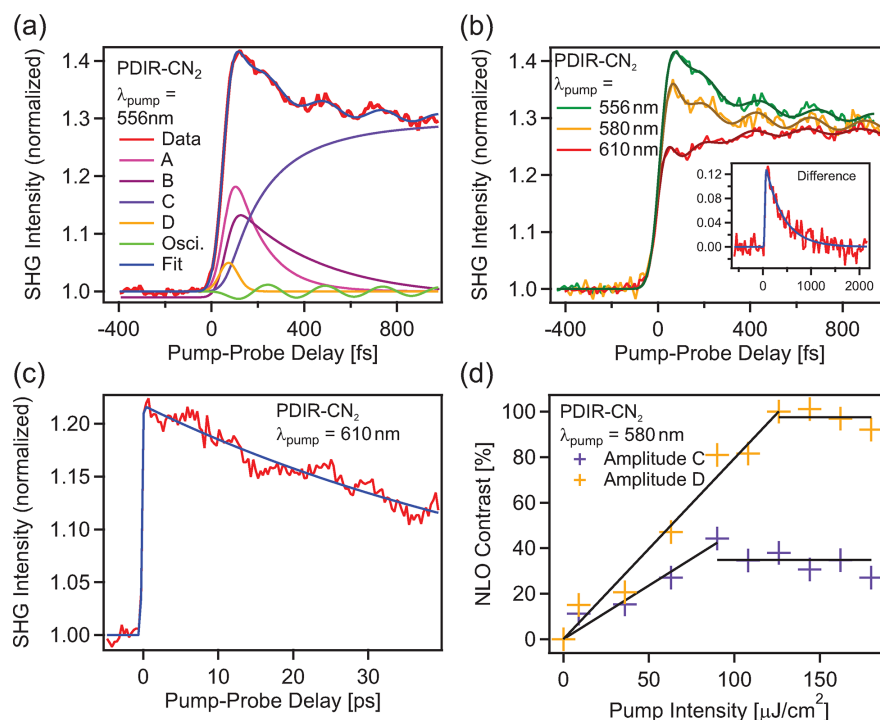 (a)
PDIR-CN2
λpump =
556nm
Data
A
B
C
D
Osci.
Fit
SHG Intensity (normalized)
1.4
1.3
1.2
1.1
1.0
-400
0
400
800
Pump-Probe Delay [fs]
(b)
PDIR-CN2
λpump =
556 nm
580 nm
610 nm
SHG Intensity (normalized)
1.4
1.3
1.2
1.1
1.0
Difference
0.12
0.08
0.04
0.00
0
1000
2000
-400
0
400
800
Pump-Probe Delay [fs]
(c)
PDIR-CN2
λpump = 610 nm
SHG Intensity (normalized)
1.20
1.15
1.10
1.05
1.00
0
10
20
30
Pump-Probe Delay [ps]
(d)
PDIR-CN2
λpump = 580 nm
Amplitude C
Amplitude D
NLO Contrast [%]
100
80
60
40
20
0
0
50
100
150
Pump Intensity [μJ/cm2]